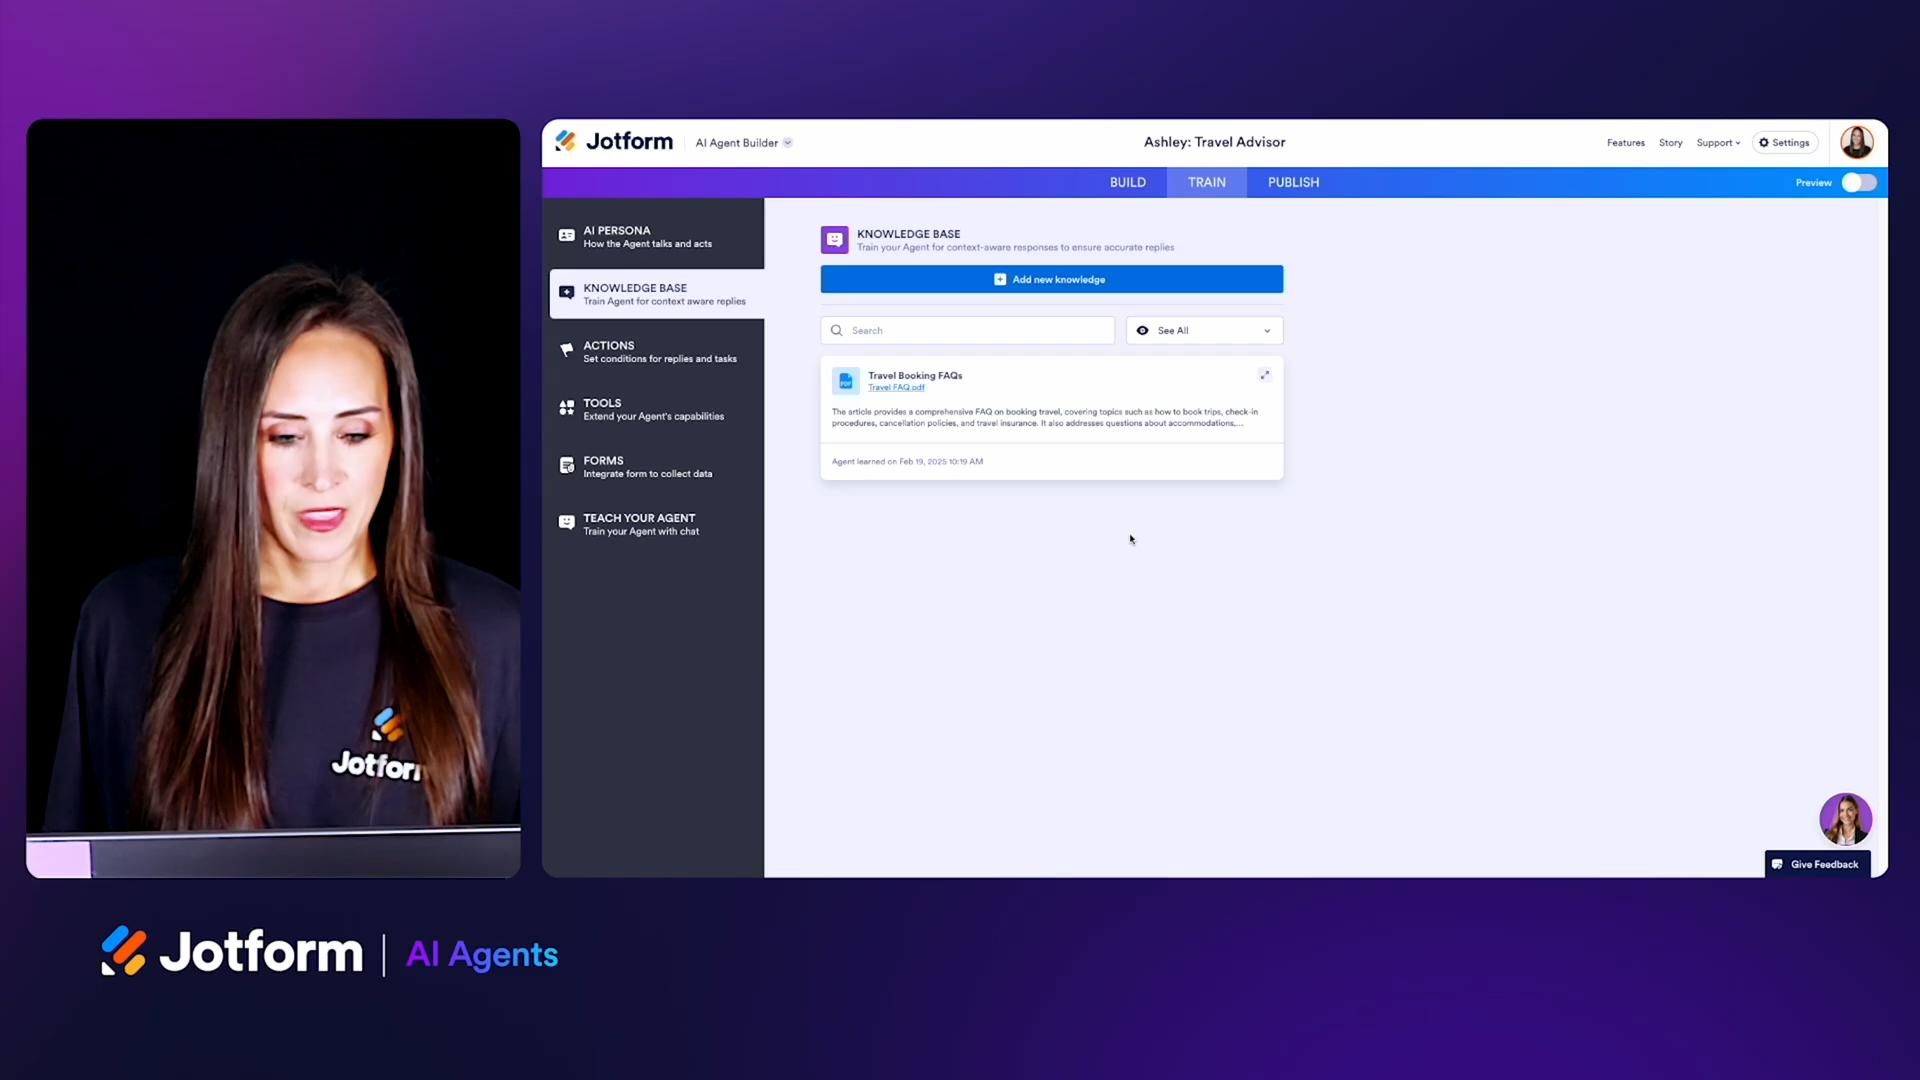 Jotform
AI Agent Builder
Ashley: Travel Advisor
Features
Story
Support
Settings
BUILD
TRAIN
PUBLISH
Preview
AI PERSONA
How the Agent talks and acts
KNOWLEDGE BASE
Train Agent for context aware replies
ACTIONS
Set conditions for replies and tasks
TOOLS
Extend your Agent's capabilities
FORMS
Integrate form to collect data
TEACH YOUR AGENT
Train your Agent with chat
KNOWLEDGE BASE
Train your Agent for context-aware responses to ensure accurate replies
Add new knowledge
Search
See All
PDF
Travel Booking FAQs
Travel FAQ.pdf
The article provides a comprehensive FAQ on booking travel, covering topics such as how to book trips, check-in
procedures, cancellation policies, and travel insurance. It also addresses questions about accommodations,...
Agent learned on Feb 19, 2025 10:19 AM
Give Feedback
Jotform
Jotform | AI Agents